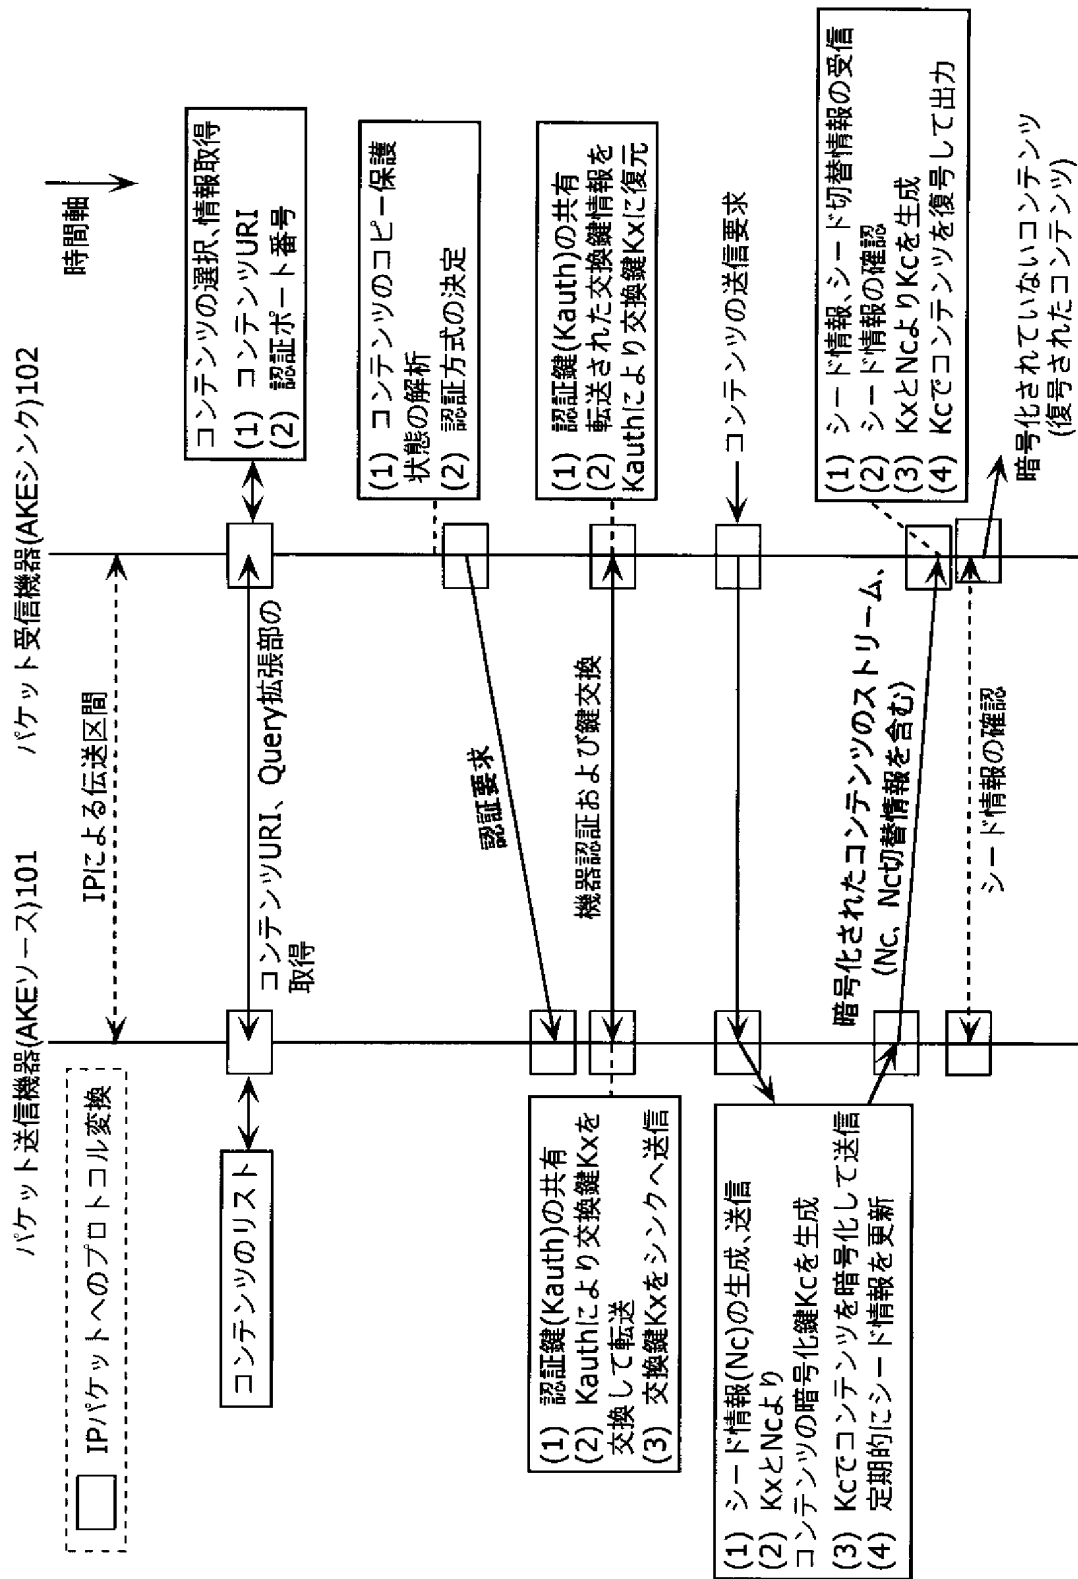 パケット送信機器(AKEソース)101
パケット受信機器(AKEシンク)102
時間軸
IPパケットへのプロトコル変換
IPによる伝送区間
コンテンツのリスト
コンテンツURI、Query拡張部の
取得
コンテンツの選択、情報取得
(1) コンテンツURI
(2) 認証ポート番号
(1) コンテンツのコピー保護
状態の解析
(2) 認証方式の決定
認証要求
(1) 認証鍵(Kauth)の共有
(2) Kauthにより交換鍵Kxを
交換して転送
(3) 交換鍵Kxをシンクへ送信
機器認証および鍵交換
(1) 認証鍵(Kauth)の共有
(2) 転送された交換鍵情報を
Kauthにより交換鍵Kxに復元
コンテンツの送信要求
(1) シード情報(Nc)の生成、送信
(2) KxとNcより
コンテンツの暗号化鍵Kcを生成
(3) Kcでコンテンツを暗号化して送信
(4) 定期的にシード情報を更新
暗号化されたコンテンツのストリーム、
(Nc、Nc切替情報を含む)
(1) シード情報、シード切替情報の受信
(2) シード情報の確認
(3) KxとNcよりKcを生成
(4) Kcでコンテンツを復号して出力
シード情報の確認
暗号化されていないコンテンツ
(復号されたコンテンツ)